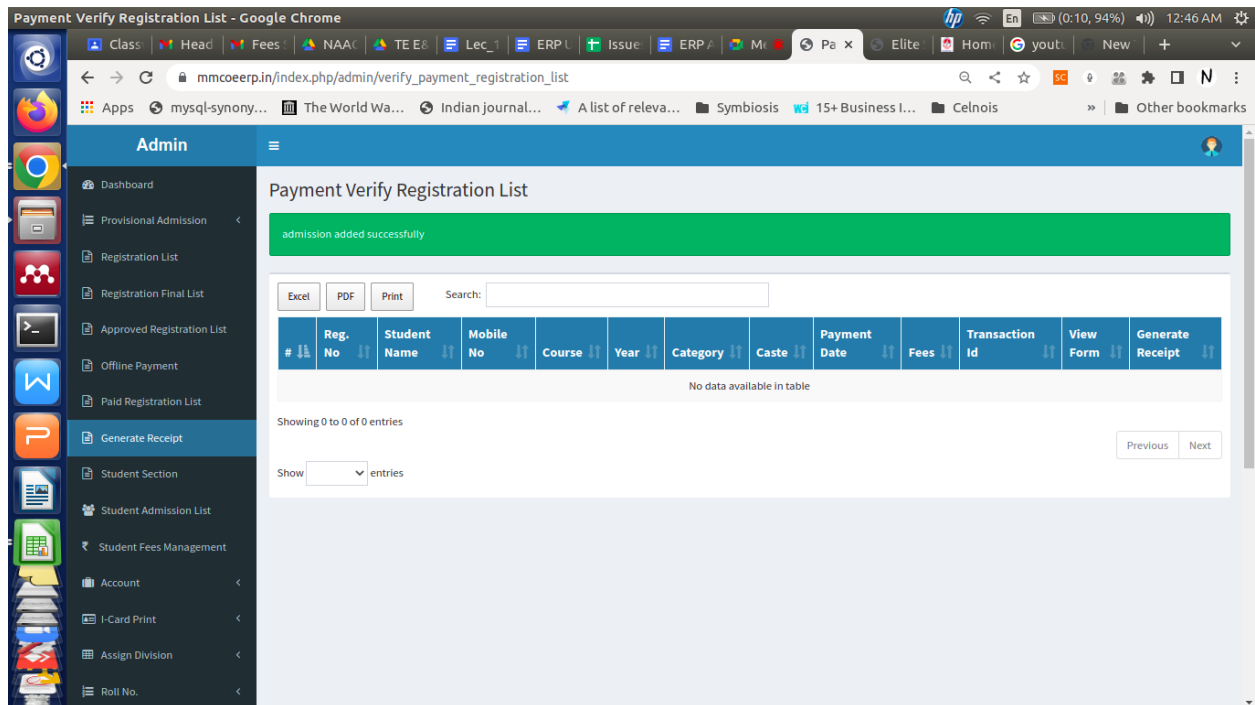 Payment Verify Registration List - Google Chrome
hp En (0:10, 94%) 12:46 AM
Class Head Fees NAAC TE E& Lec_1 ERP U Issue ERP A Me Pa × Elite Home youtu New +
mmcoeerp.in/index.php/admin/verify_payment_registration_list SC N
Apps mysql-synony... The World Wa... Indian journal... A list of releva... Symbiosis 15+ Business I... Celnois » Other bookmarks
Admin
Dashboard
Provisional Admission
Registration List
Registration Final List
Approved Registration List
Offline Payment
Paid Registration List
Generate Receipt
Student Section
Student Admission List
₹ Student Fees Management
Account
I-Card Print
Assign Division
Roll No.
Payment Verify Registration List
admission added successfully
Excel PDF Print Search:
# Reg. No Student Name Mobile No Course Year Category Caste Payment Date Fees Transaction Id View Form Generate Receipt
No data available in table
Showing 0 to 0 of 0 entries
Previous Next
Show entries